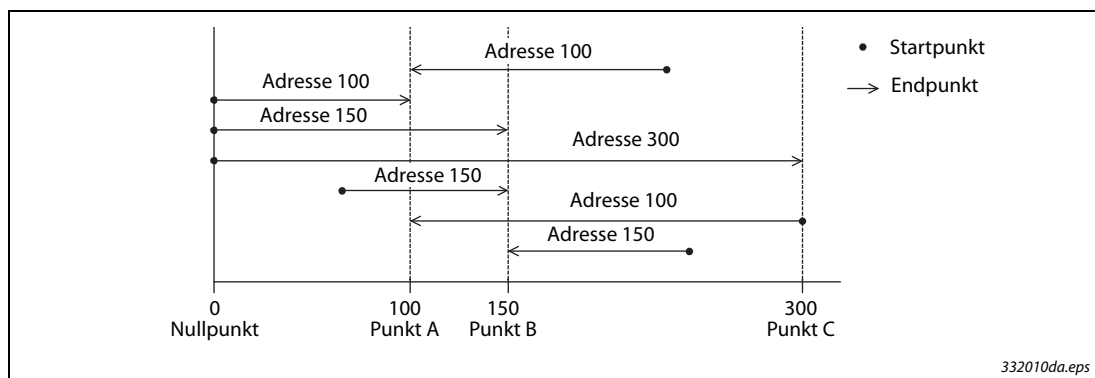 Startpunkt
Adresse 100
Adresse 100
Endpunkt
Adresse 150
Adresse 300
Adresse 150
Adresse 100
Adresse 150
0 100 150 300
Nullpunkt Punkt A Punkt B Punkt C
332010da.eps